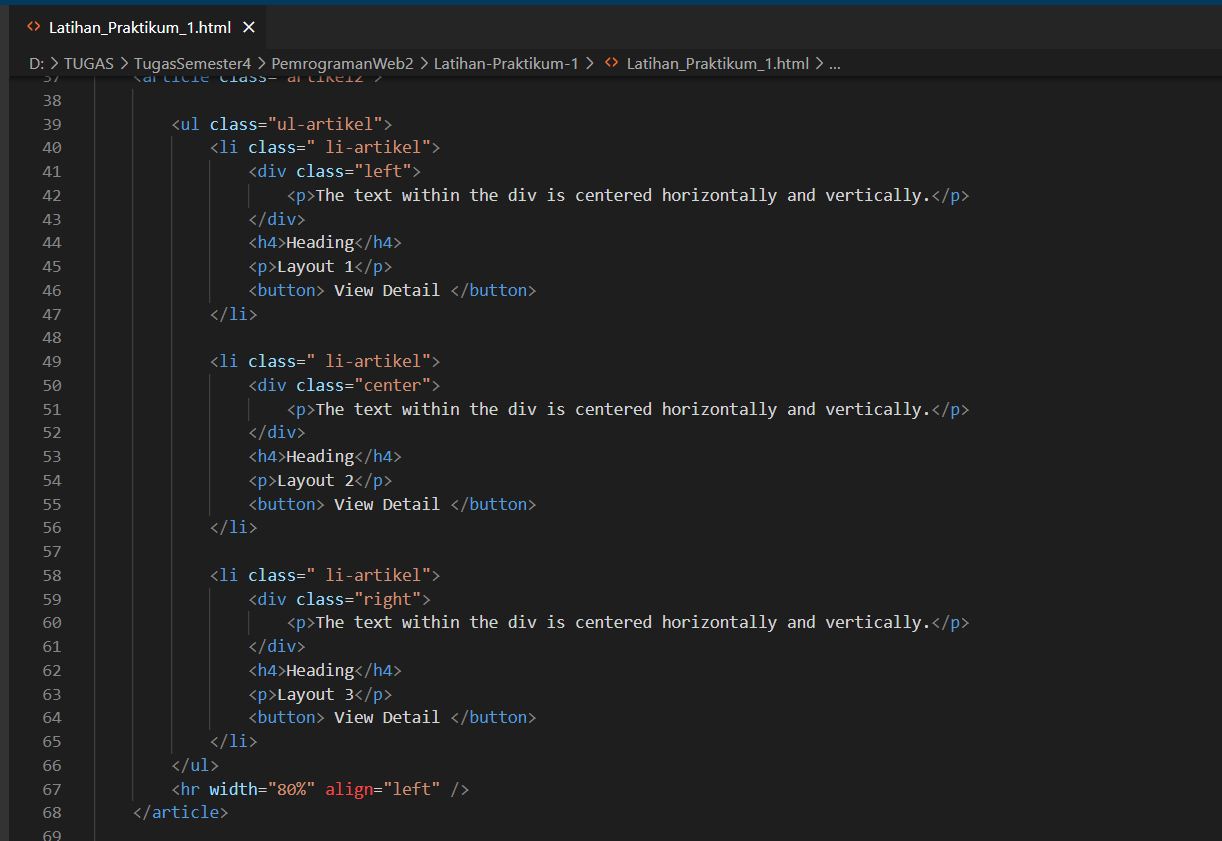 <> Latihan_Praktikum_1.html ×
D: > TUGAS > TugasSemester4 > PemrogramanWeb2 > Latihan-Praktikum-1 > <> Latihan_Praktikum_1.html > ...
37 <article class="artikel2">
38
39 <ul class="ul-artikel">
40 <li class=" li-artikel">
41 <div class="left">
42 <p>The text within the div is centered horizontally and vertically.</p>
43 </div>
44 <h4>Heading</h4>
45 <p>Layout 1</p>
46 <button> View Detail </button>
47 </li>
48
49 <li class=" li-artikel">
50 <div class="center">
51 <p>The text within the div is centered horizontally and vertically.</p>
52 </div>
53 <h4>Heading</h4>
54 <p>Layout 2</p>
55 <button> View Detail </button>
56 </li>
57
58 <li class=" li-artikel">
59 <div class="right">
60 <p>The text within the div is centered horizontally and vertically.</p>
61 </div>
62 <h4>Heading</h4>
63 <p>Layout 3</p>
64 <button> View Detail </button>
65 </li>
66 </ul>
67 <hr width="80%" align="left" />
68 </article>
69